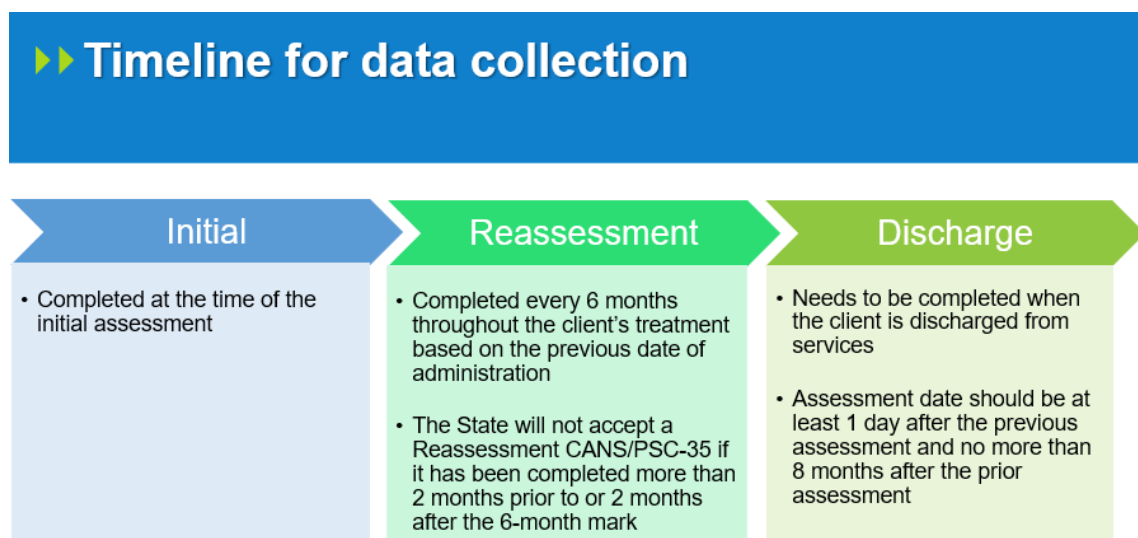 Timeline for data collection
Initial
• Completed at the time of the
initial assessment
Reassessment
• Completed every 6 months
throughout the client's treatment
based on the previous date of
administration
• The State will not accept a
Reassessment CANS/PSC-35 if
it has been completed more than
2 months prior to or 2 months
after the 6-month mark
Discharge
• Needs to be completed when
the client is discharged from
services
• Assessment date should be at
least 1 day after the previous
assessment and no more than
8 months after the prior
assessment